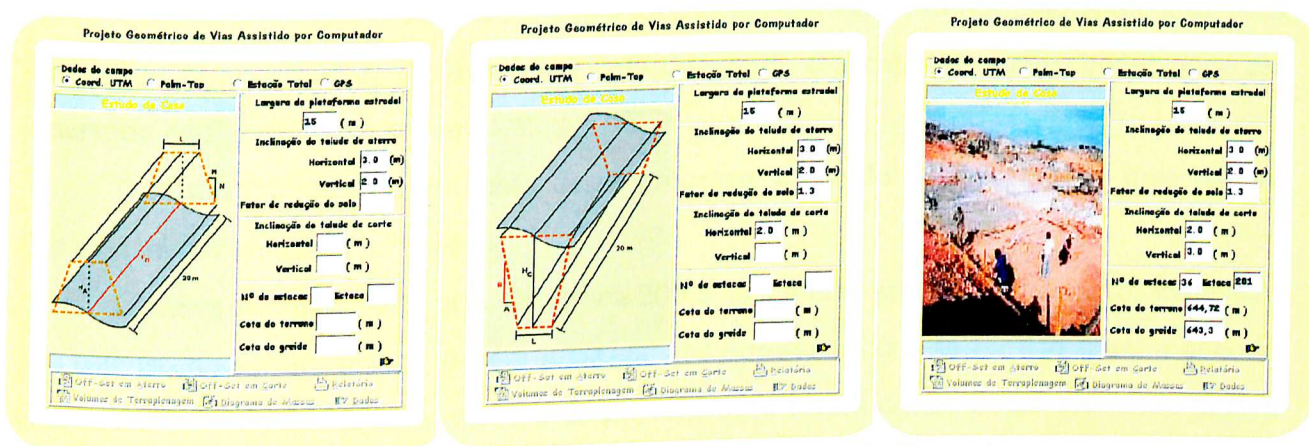 Projeto Geométrico de Vias Assistido por Computador
Dados do campo
Coord. UTM Palm-Top Estação Total GPS
Estudo de Caso
Largura da plataforma estradal
15 ( m )
Inclinação do talude de aterro
Horizontal 3.0 (m)
Vertical 2.0 (m)
Fator de redução do solo
Inclinação do talude de corte
Horizontal ( m )
Vertical ( m )
Nº de estacas Estaca
Cota do terreno ( m )
Cota do greide ( m )
L
M
N
HA
20 m
Off-Set em Aterro Off-Set em Corte Relatório
Volumes de Terraplenagem Diagrama de Massas Dados
Projeto Geométrico de Vias Assistido por Computador
Dados do campo
Coord. UTM Palm-Top Estação Total GPS
Estudo de Caso
Largura da plataforma estradal
15 ( m )
Inclinação do talude de aterro
Horizontal 3.0 (m)
Vertical 2.0 (m)
Fator de redução do solo 1.3
Inclinação do talude de corte
Horizontal 2.0 ( m )
Vertical ( m )
Nº de estacas Estaca
Cota do terreno ( m )
Cota do greide ( m )
20 m
HC
A
L
Off-Set em Aterro Off-Set em Corte Relatório
Volumes de Terraplenagem Diagrama de Massas Dados
Projeto Geométrico de Vias Assistido por Computador
Dados do campo
Coord. UTM Palm-Top Estação Total GPS
Estudo de Caso
Largura da plataforma estradal
15 ( m )
Inclinação do talude de aterro
Horizontal 3.0 (m)
Vertical 2.0 (m)
Fator de redução do solo 1.3
Inclinação do talude de corte
Horizontal 2.0 ( m )
Vertical 3.0 ( m )
Nº de estacas 36 Estaca 201
Cota do terreno 644,72 ( m )
Cota do greide 643,3 ( m )
Off-Set em Aterro Off-Set em Corte Relatório
Volumes de Terraplenagem Diagrama de Massas Dados